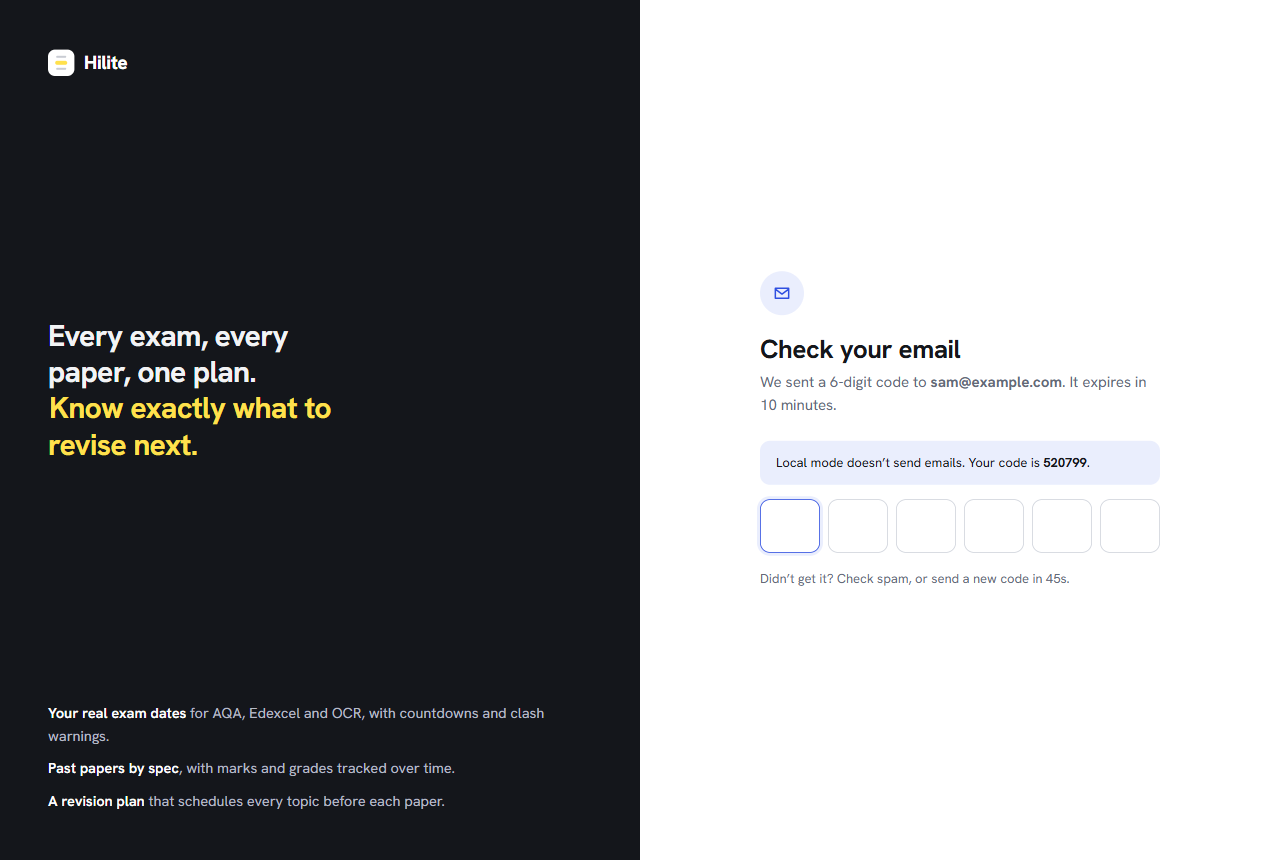 Hilite
Every exam, every
paper, one plan.
Know exactly what to
revise next.
Your real exam dates for AQA, Edexcel and OCR, with countdowns and clash
warnings.
Past papers by spec, with marks and grades tracked over time.
A revision plan that schedules every topic before each paper.
Check your email
We sent a 6-digit code to sam@example.com. It expires in
10 minutes.
Local mode doesn’t send emails. Your code is 520799.
Didn’t get it? Check spam, or send a new code in 45s.